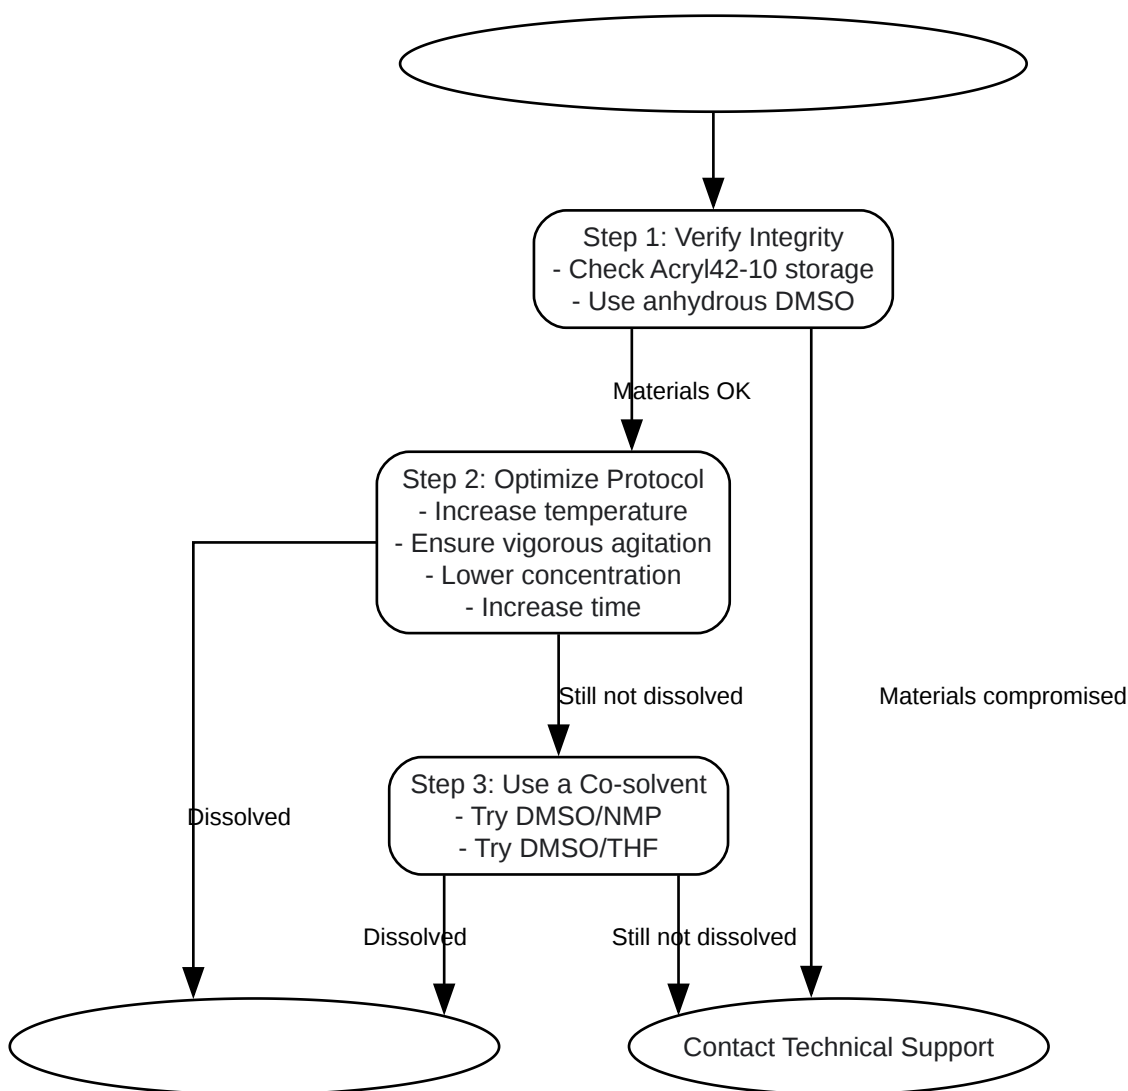 Step 1: Verify Integrity
- Check Acryl42-10 storage
- Use anhydrous DMSO
Materials OK
Step 2: Optimize Protocol
- Increase temperature
- Ensure vigorous agitation
- Lower concentration
- Increase time
Still not dissolved
Materials compromised
Step 3: Use a Co-solvent
- Try DMSO/NMP
- Try DMSO/THF
Dissolved
Dissolved
Still not dissolved
Contact Technical Support